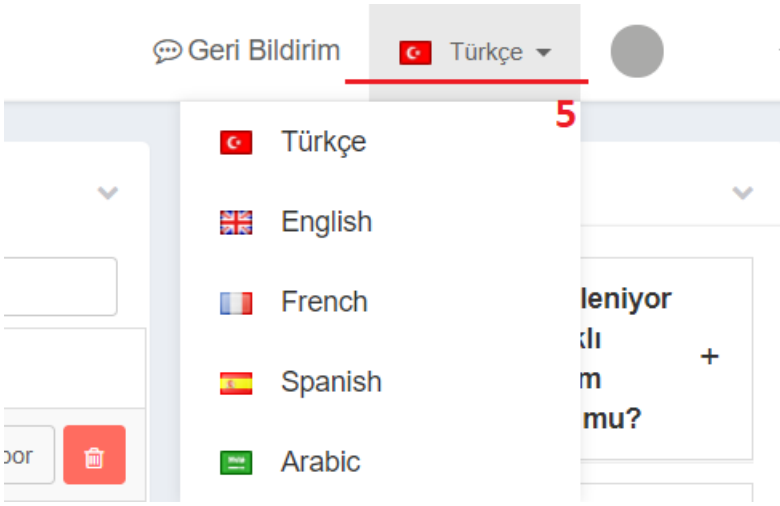 Geri Bildirim
Türkçe
5
Türkçe
English
French
Spanish
Arabic
leniyor
klı
m
mu?
+
oor